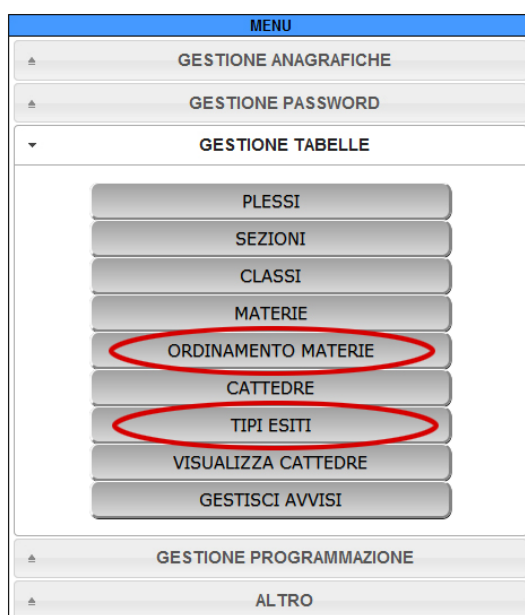 MENU
GESTIONE ANAGRAFICHE
GESTIONE PASSWORD
GESTIONE TABELLE
PLESSI
SEZIONI
CLASSI
MATERIE
ORDINAMENTO MATERIE
CATTEDRE
TIPI ESITI
VISUALIZZA CATTEDRE
GESTISCI AVVISI
GESTIONE PROGRAMMAZIONE
ALTRO